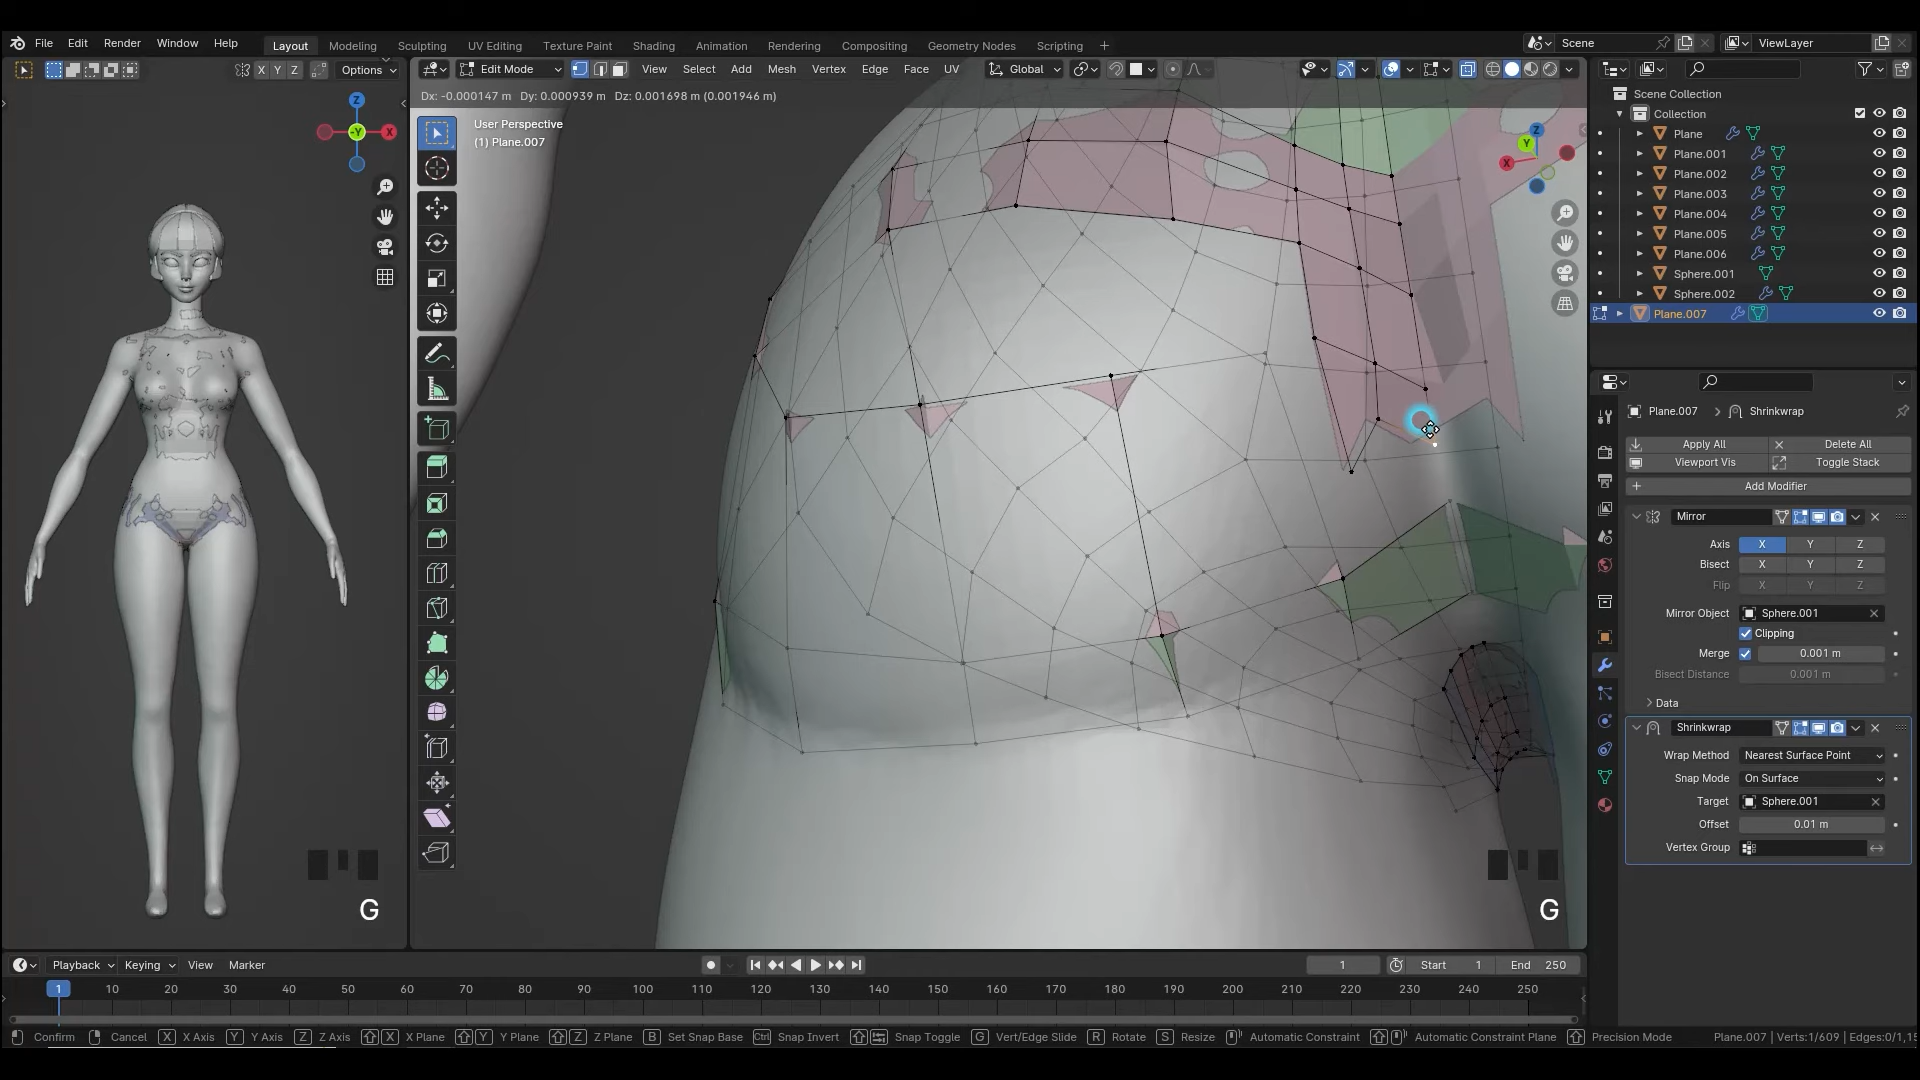 File Edit Render Window Help Layout Modeling Sculpting UV Editing Texture Paint Shading Animation Rendering Compositing Geometry Nodes Scripting + Scene ViewLayer
X Y Z Options Edit Mode View Select Add Mesh Vertex Edge Face UV Global
Dx: -0.000147 m Dy: 0.000939 m Dz: 0.001698 m (0.001946 m)
Scene Collection
Collection
Plane
Plane.001
Plane.002
Plane.003
Plane.004
Plane.005
Plane.006
Sphere.001
Sphere.002
Plane.007
Z
-Y X
User Perspective
(1) Plane.007
Z
Y
X
Plane.007 > Shrinkwrap
Apply All Delete All
Viewport Vis Toggle Stack
Add Modifier
Mirror
Axis X Y Z
Bisect X Y Z
Flip X Y Z
Mirror Object Sphere.001
Clipping
Merge 0.001 m
Bisect Distance 0.001 m
Data
Shrinkwrap
Wrap Method Nearest Surface Point
Snap Mode On Surface
Target Sphere.001
Offset 0.01 m
Vertex Group
G
G
Playback Keying View Marker 1 Start 1 End 250
1 10 20 30 40 50 60 70 80 90 100 110 120 130 140 150 160 170 180 190 200 210 220 230 240 250
Confirm Cancel X X Axis Y Y Axis Z Z Axis X X Plane Y Y Plane Z Z Plane B Set Snap Base Ctrl Snap Invert Snap Toggle G Vert/Edge Slide R Rotate S Resize Automatic Constraint Automatic Constraint Plane Precision Mode Plane.007 | Verts:1/609 | Edges:0/1,1